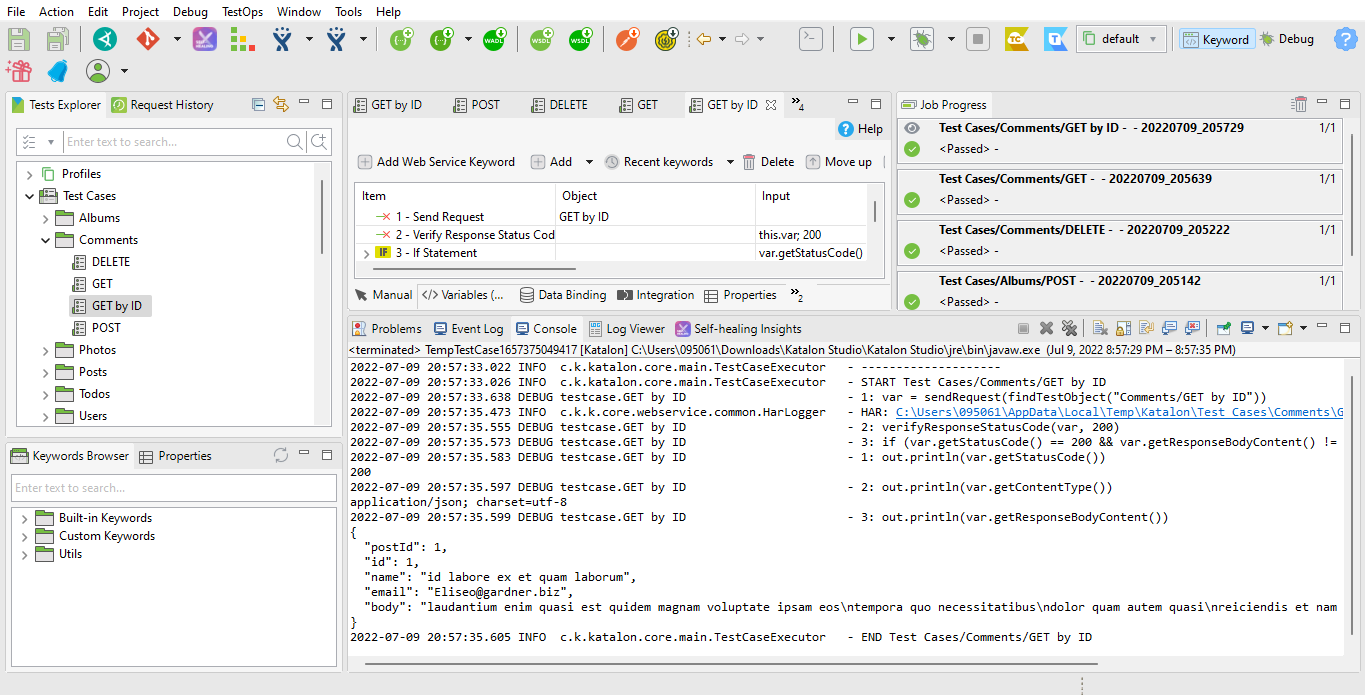 File Action Edit Project Debug TestOps Window Tools Help
default
Keyword
Debug
Tests Explorer
Request History
Enter text to search...
Profiles
Test Cases
Albums
Comments
DELETE
GET
GET by ID
POST
Photos
Posts
Todos
Users
Keywords Browser
Properties
Enter text to search...
Built-in Keywords
Custom Keywords
Utils
GET by ID
POST
DELETE
GET
GET by ID
»4
Help
Add Web Service Keyword
Add
Recent keywords
Delete
Move up
Item Object Input
1 - Send Request GET by ID
2 - Verify Response Status Cod this.var; 200
IF 3 - If Statement var.getStatusCode()
Manual
</> Variables (...
Data Binding
Integration
Properties
»2
Job Progress
Test Cases/Comments/GET by ID - - 20220709_205729 1/1
<Passed> -
Test Cases/Comments/GET - - 20220709_205639 1/1
<Passed> -
Test Cases/Comments/DELETE - - 20220709_205222 1/1
<Passed> -
Test Cases/Albums/POST - - 20220709_205142 1/1
<Passed> -
Problems
Event Log
Console
Log Viewer
Self-healing Insights
<terminated> TempTestCase1657375049417 [Katalon] C:\Users\095061\Downloads\Katalon Studio\Katalon Studio\jre\bin\javaw.exe (Jul 9, 2022 8:57:29 PM – 8:57:35 PM)
2022-07-09 20:57:33.022 INFO c.k.katalon.core.main.TestCaseExecutor - --------------------
2022-07-09 20:57:33.026 INFO c.k.katalon.core.main.TestCaseExecutor - START Test Cases/Comments/GET by ID
2022-07-09 20:57:33.638 DEBUG testcase.GET by ID - 1: var = sendRequest(findTestObject("Comments/GET by ID"))
2022-07-09 20:57:35.473 INFO c.k.k.core.webservice.common.HarLogger - HAR: C:\Users\095061\AppData\Local\Temp\Katalon\Test Cases\Comments\G
2022-07-09 20:57:35.555 DEBUG testcase.GET by ID - 2: verifyResponseStatusCode(var, 200)
2022-07-09 20:57:35.573 DEBUG testcase.GET by ID - 3: if (var.getStatusCode() == 200 && var.getResponseBodyContent() !=
2022-07-09 20:57:35.583 DEBUG testcase.GET by ID - 1: out.println(var.getStatusCode())
200
2022-07-09 20:57:35.597 DEBUG testcase.GET by ID - 2: out.println(var.getContentType())
application/json; charset=utf-8
2022-07-09 20:57:35.599 DEBUG testcase.GET by ID - 3: out.println(var.getResponseBodyContent())
{
"postId": 1,
"id": 1,
"name": "id labore ex et quam laborum",
"email": "Eliseo@gardner.biz",
"body": "laudantium enim quasi est quidem magnam voluptate ipsam eos\ntempora quo necessitatibus\ndolor quam autem quasi\nreiciendis et nam
}
2022-07-09 20:57:35.605 INFO c.k.katalon.core.main.TestCaseExecutor - END Test Cases/Comments/GET by ID